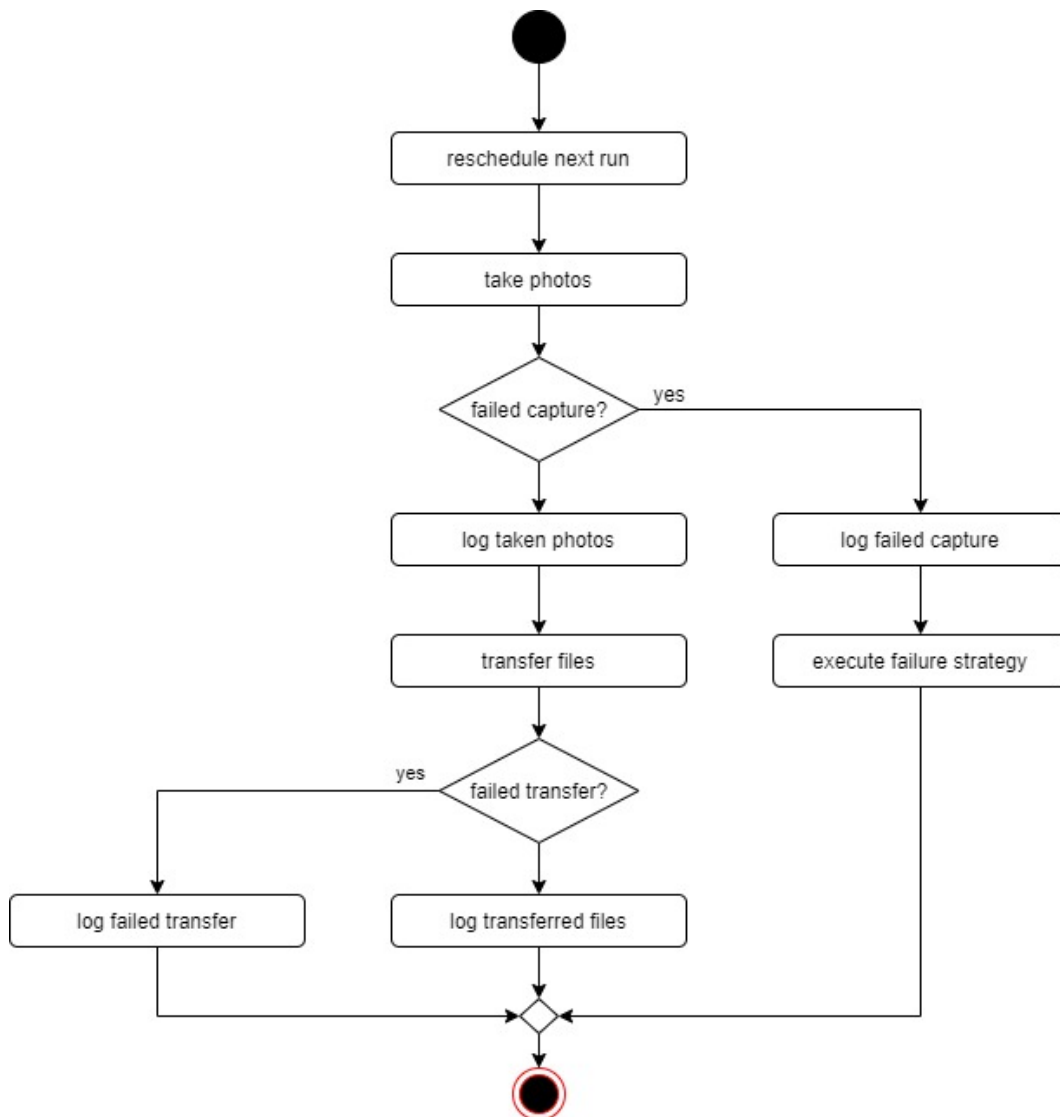 reschedule next run
take photos
failed capture?
yes
log taken photos
log failed capture
transfer files
execute failure strategy
yes
failed transfer?
log failed transfer
log transferred files